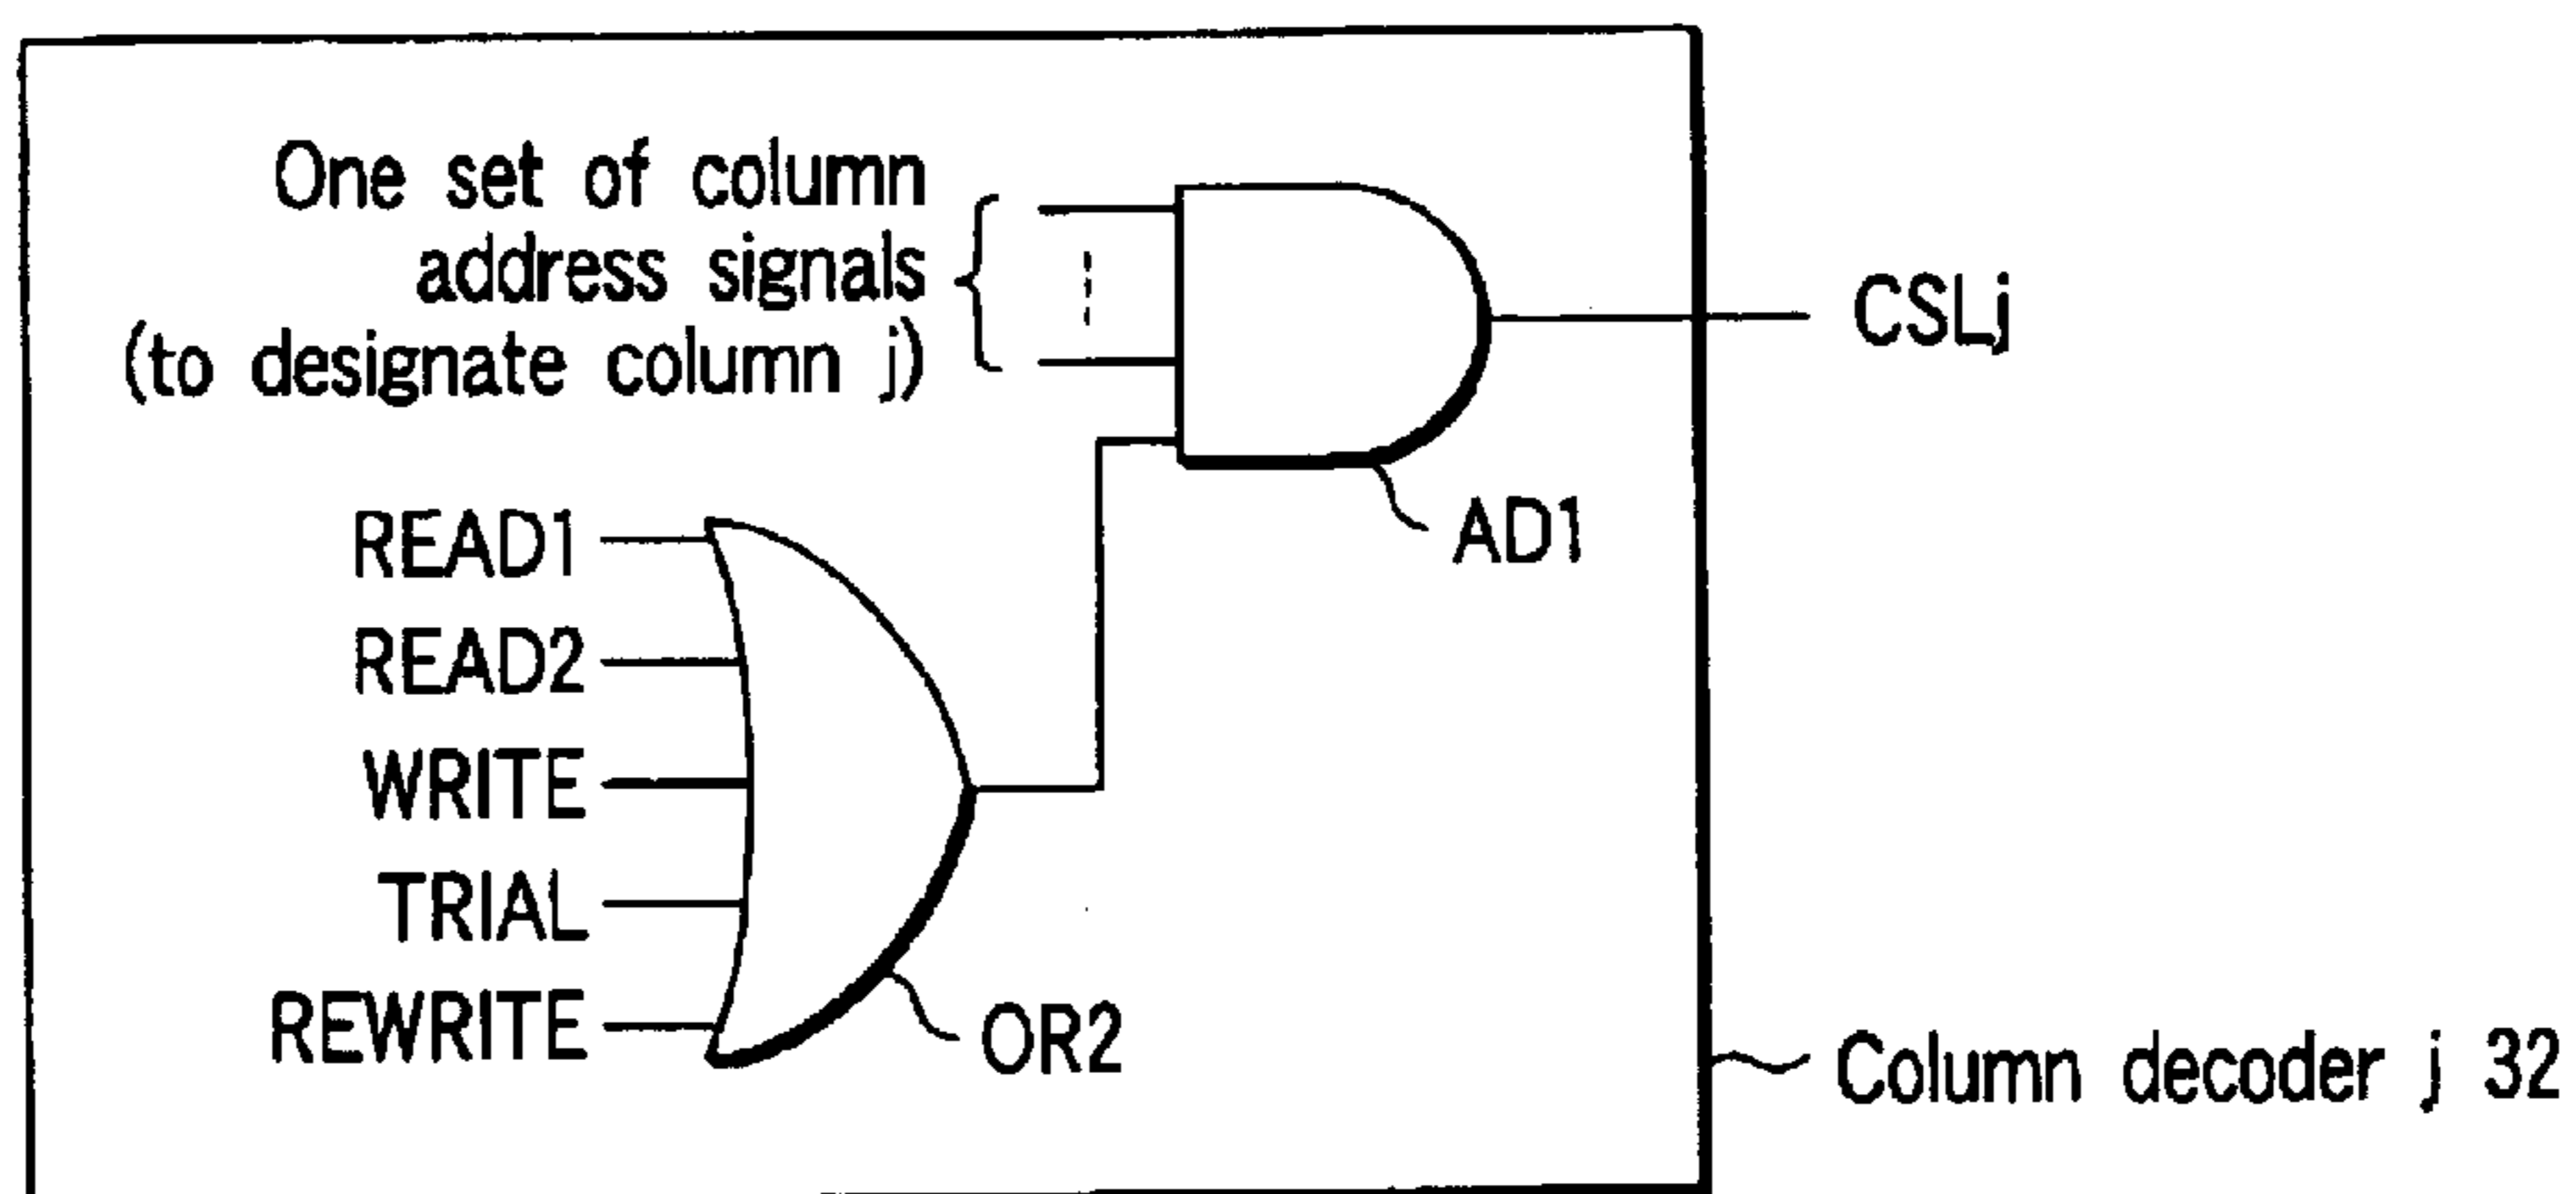 One set of column
address signals
(to designate column j)
CSLj
AD1
READ1
READ2
WRITE
TRIAL
REWRITE
OR2
Column decoder j 32